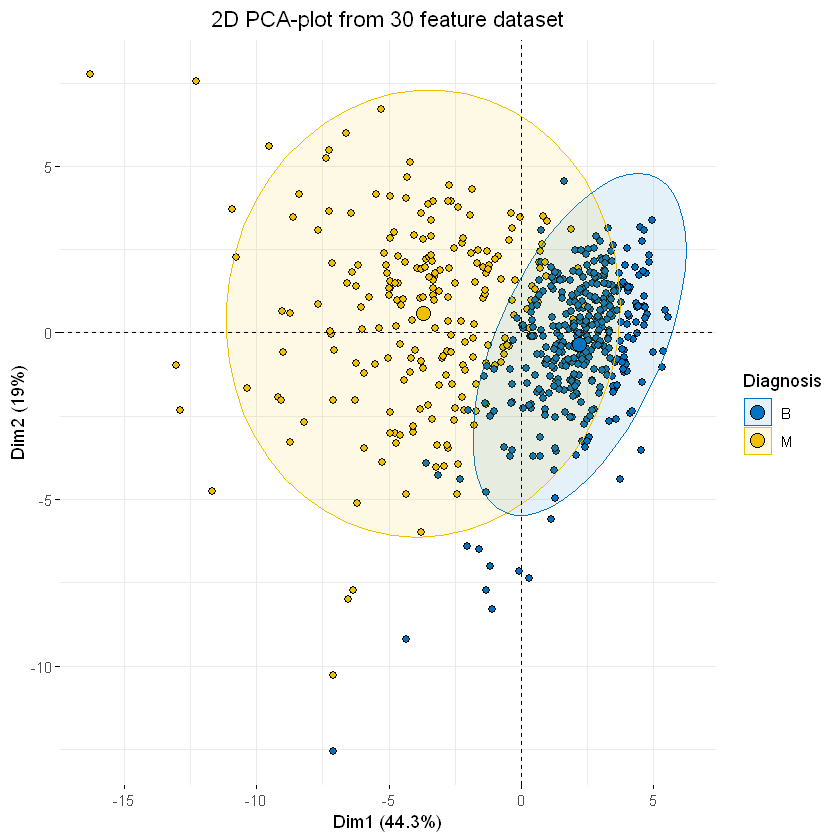 2D PCA-plot from 30 feature dataset
5
0
-5
-10
Dim2 (19%)
-15
-10
-5
0
5
Dim1 (44.3%)
Diagnosis
B
M